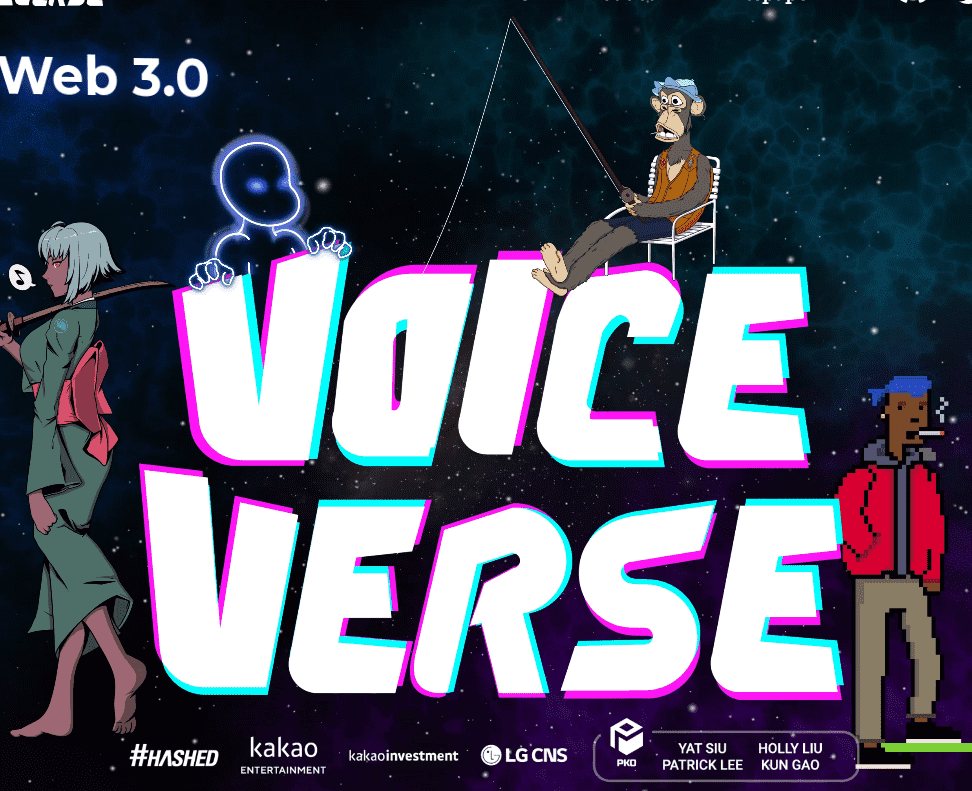 Web 3.0
VOICE
VERSE
#HASHED
kakao
ENTERTAINMENT
kakaoinvestment
LG CNS
PKO
YAT SIU
HOLLY LIU
PATRICK LEE
KUN GAO